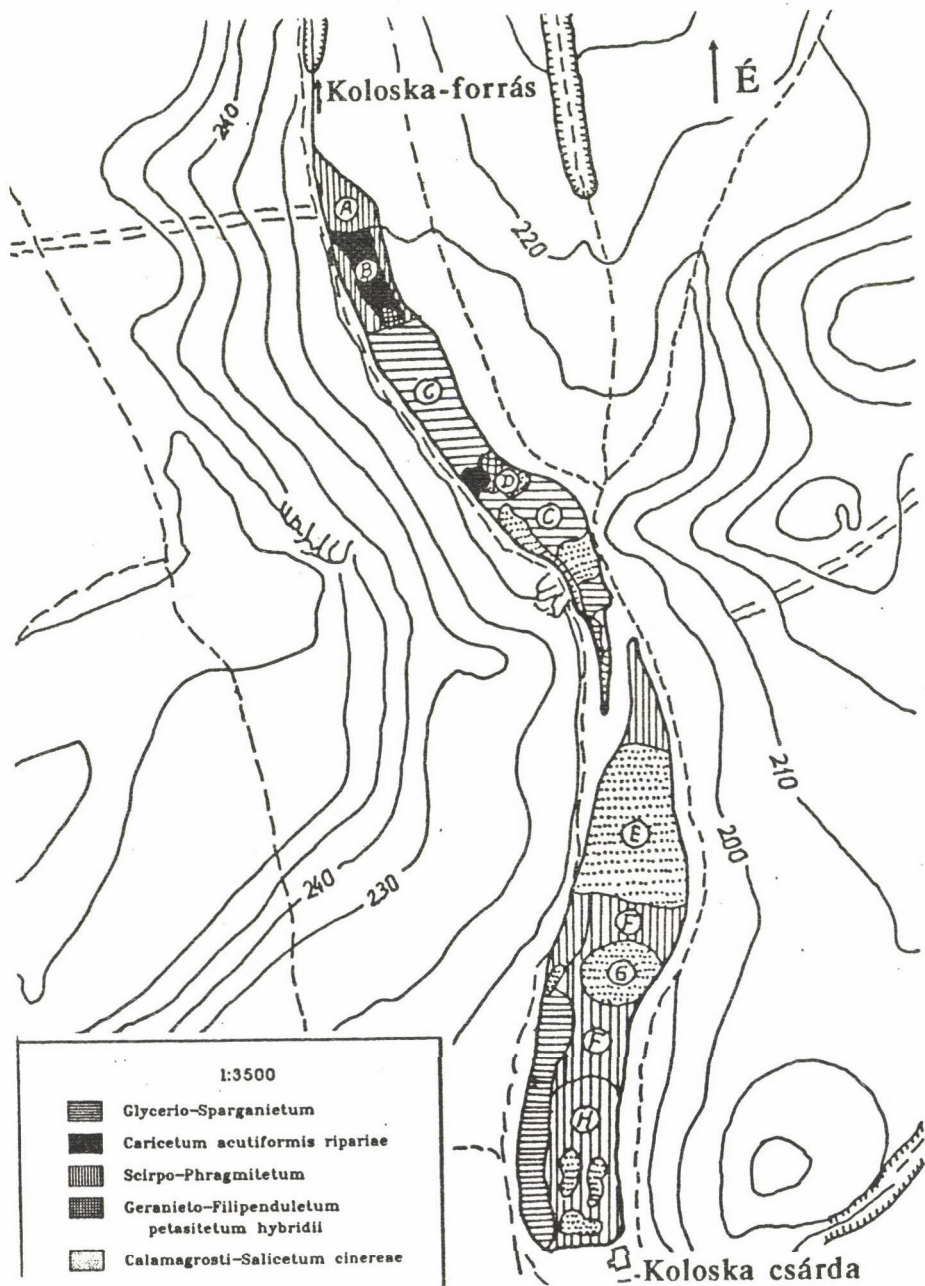 Koloska-forrás
É
240
A
220
B
C
D
C
210
200
E
240
230
F
G
F
H
1:3500
Glycerio-Sparganietum
Caricetum acutiformis ripariae
Scirpo-Phragmitetum
Geranieto-Filipenduletum
petasitetum hybridii
Calamagrosti-Salicetum cinereae
Koloska csárda